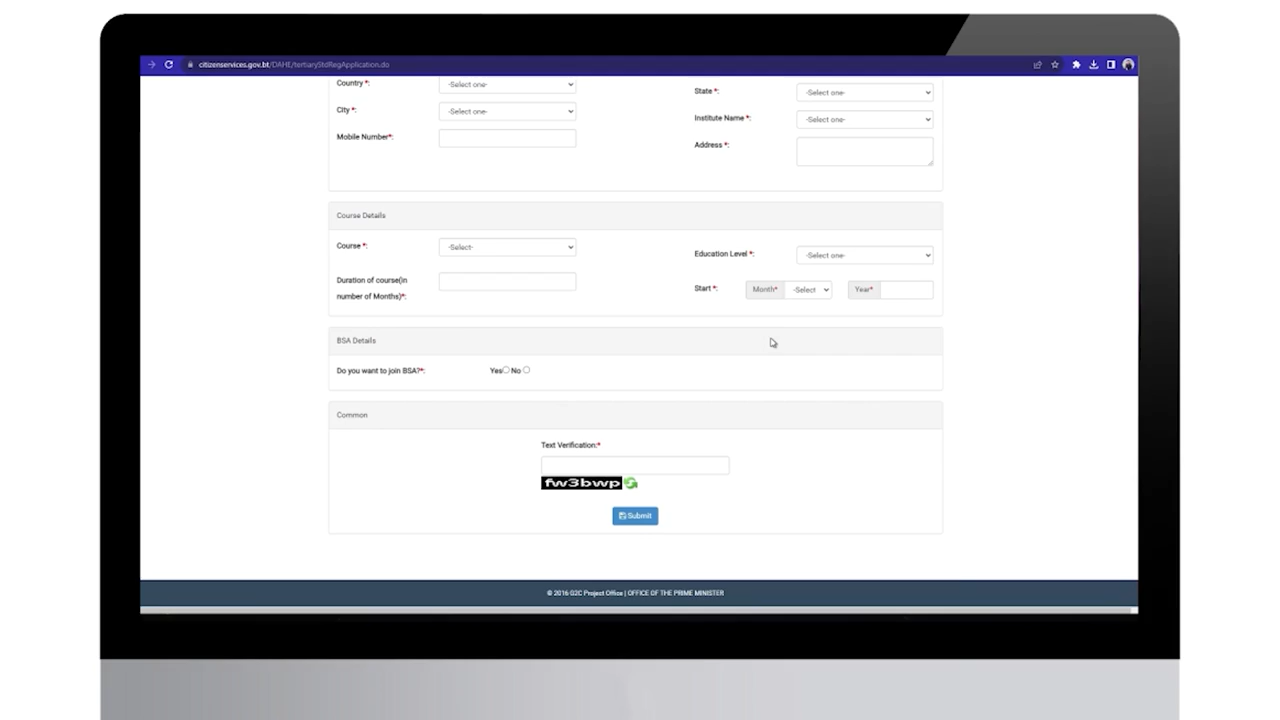 citizenservices.gov.bt/DAHE/tertiaryStdRegApplication.do
Country *: -Select one-
State *: -Select one-
City *: -Select one-
Institute Name *: -Select one-
Mobile Number*:
Address *:
Course Details
Course *: -Select-
Education Level *: -Select one-
Duration of course(in
number of Months)*:
Start *: Month* -Select Year*
BSA Details
Do you want to join BSA?*: Yes No
Common
Text Verification:*
fw3bwp
Submit
© 2016 G2C Project Office | OFFICE OF THE PRIME MINISTER